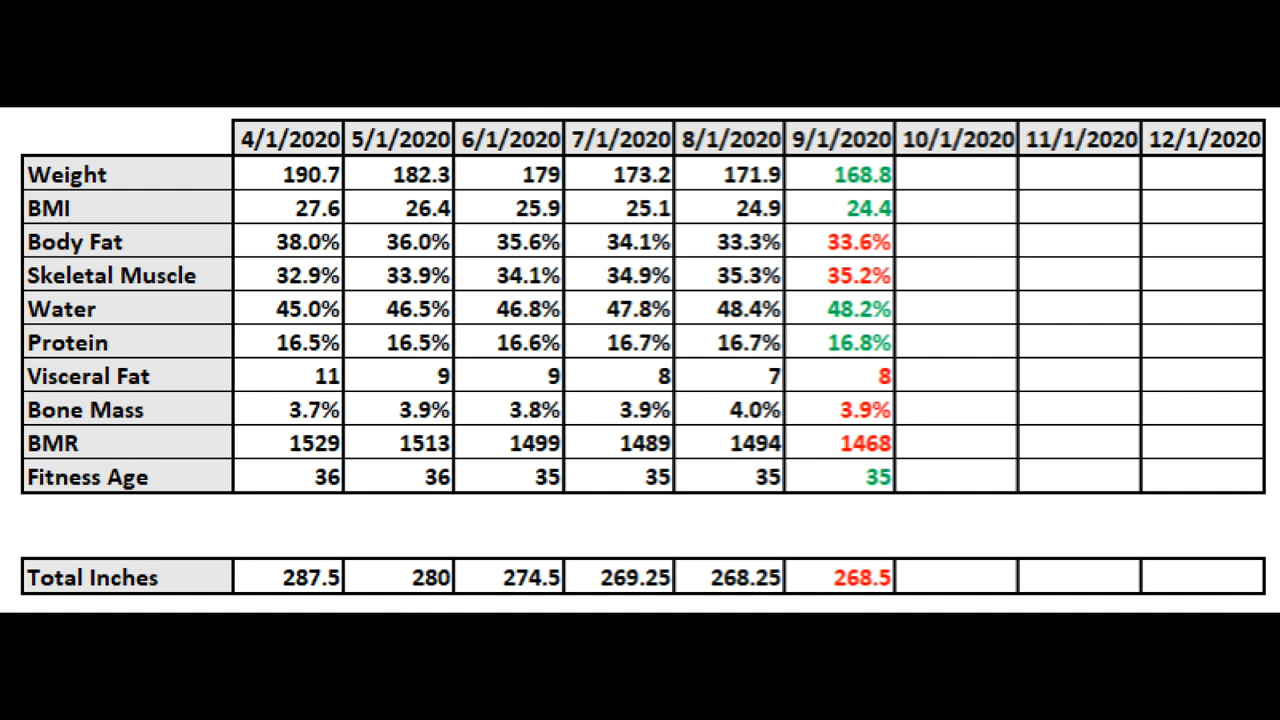 4/1/2020 5/1/2020 6/1/2020 7/1/2020 8/1/2020 9/1/2020 10/1/2020 11/1/2020 12/1/2020
Weight 190.7 182.3 179 173.2 171.9 168.8
BMI 27.6 26.4 25.9 25.1 24.9 24.4
Body Fat 38.0% 36.0% 35.6% 34.1% 33.3% 33.6%
Skeletal Muscle 32.9% 33.9% 34.1% 34.9% 35.3% 35.2%
Water 45.0% 46.5% 46.8% 47.8% 48.4% 48.2%
Protein 16.5% 16.5% 16.6% 16.7% 16.7% 16.8%
Visceral Fat 11 9 9 8 7 8
Bone Mass 3.7% 3.9% 3.8% 3.9% 4.0% 3.9%
BMR 1529 1513 1499 1489 1494 1468
Fitness Age 36 36 35 35 35 35
Total Inches 287.5 280 274.5 269.25 268.25 268.5